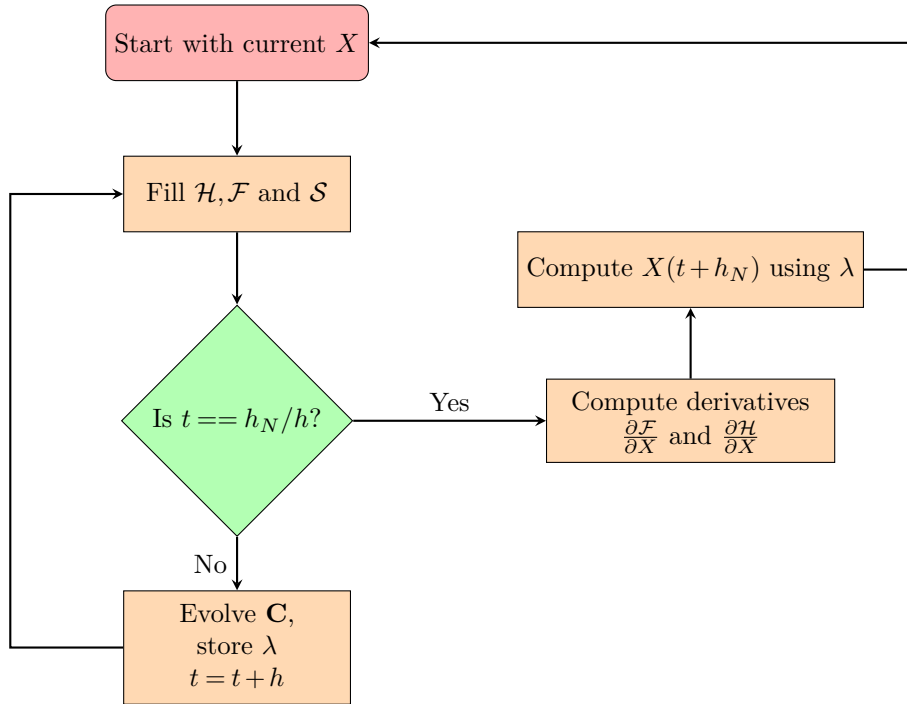 Start with current X
Fill ℋ, ℱ and 𝒮
Compute X(t + h_N) using λ
Is t == h_N/h?
Yes
Compute derivatives
∂ℱ/∂X and ∂ℋ/∂X
No
Evolve C,
store λ
t = t + h